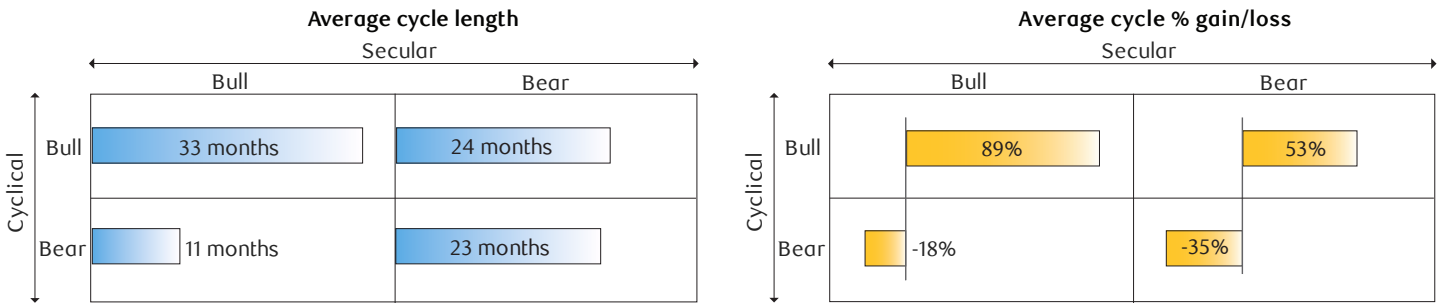 Average cycle length
Secular
Bull Bear
Cyclical
Bull 33 months 24 months
Bear 11 months 23 months
Average cycle % gain/loss
Secular
Bull Bear
Cyclical
Bull 89% 53%
Bear -18% -35%